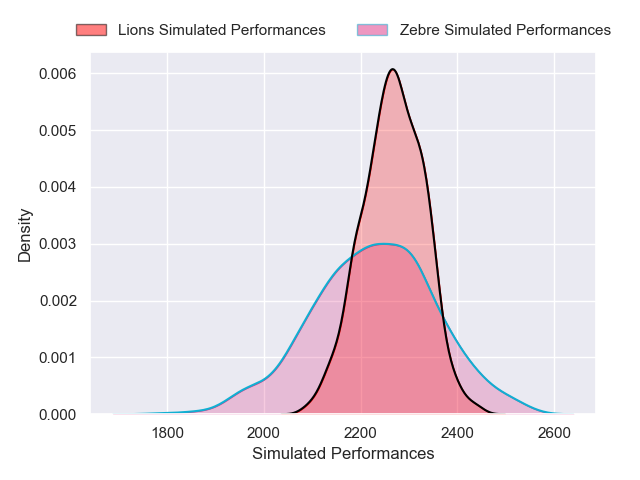 Lions Simulated Performances Zebre Simulated Performances
0.006
0.005
0.004
0.003
0.002
0.001
0.000
Density
1800 2000 2200 2400 2600
Simulated Performances